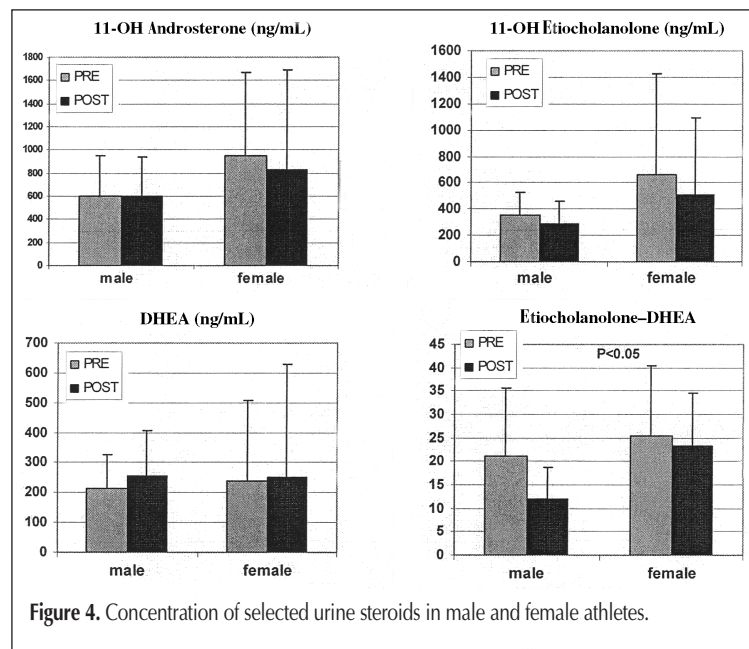 11-OH Androsterone (ng/mL)
1800
1600
1400
1200
1000
800
600
400
200
0
PRE
POST
male female
11-OH Etiocholanolone (ng/mL)
1600
1400
1200
1000
800
600
400
200
0
PRE
POST
male female
DHEA (ng/mL)
700
600
500
400
300
200
100
0
PRE
POST
male female
Etiocholanolone–DHEA
45
40
35
30
25
20
15
10
5
0
PRE
POST
P<0.05
male female
Figure 4. Concentration of selected urine steroids in male and female athletes.